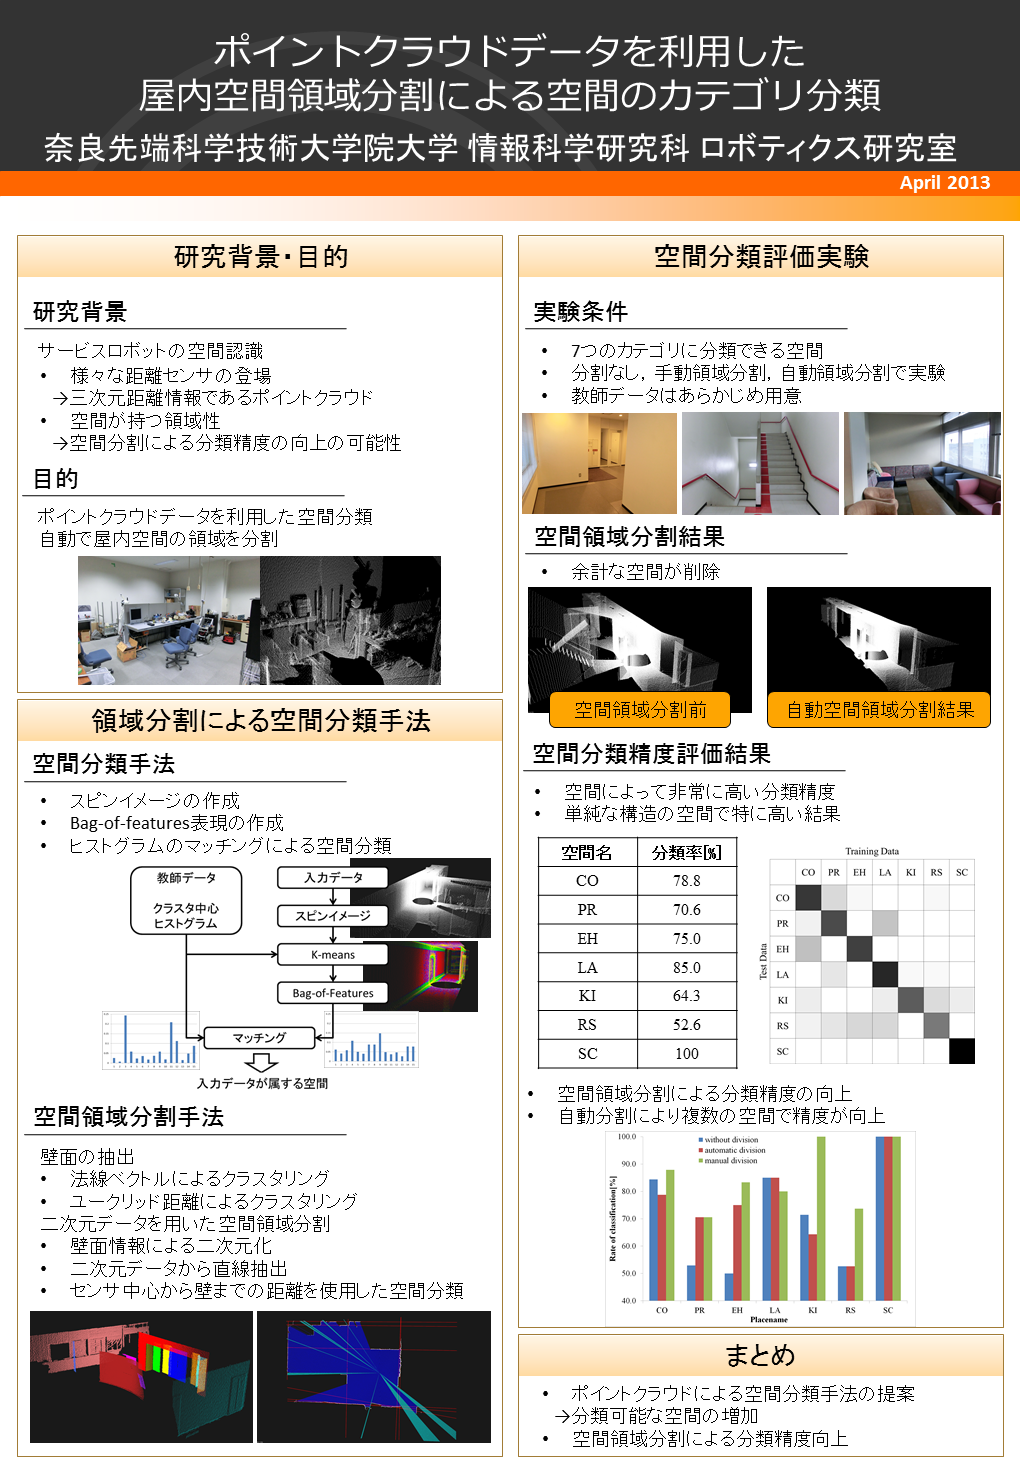 ポイントクラウドデータを利用した
屋内空間領域分割による空間のカテゴリ分類
奈良先端科学技術大学院大学 情報科学研究科 ロボティクス研究室
April 2013
研究背景・目的
研究背景
サービスロボットの空間認識
• 様々な距離センサの登場
→三次元距離情報であるポイントクラウド
• 空間が持つ領域性
→空間分割による分類精度の向上の可能性
目的
ポイントクラウドデータを利用した空間分類
自動で屋内空間の領域を分割
領域分割による空間分類手法
空間分類手法
• スピンイメージの作成
• Bag-of-features表現の作成
• ヒストグラムのマッチングによる空間分類
教師データ
クラスタ中心
ヒストグラム
入力データ
スピンイメージ
K-means
Bag-of-Features
マッチング
入力データが属する空間
空間領域分割手法
壁面の抽出
• 法線ベクトルによるクラスタリング
• ユークリッド距離によるクラスタリング
二次元データを用いた空間領域分割
• 壁面情報による二次元化
• 二次元データから直線抽出
• センサ中心から壁までの距離を使用した空間分類
空間分類評価実験
実験条件
• 7つのカテゴリに分類できる空間
• 分割なし，手動領域分割，自動領域分割で実験
• 教師データはあらかじめ用意
空間領域分割結果
• 余計な空間が削除
空間領域分割前
自動空間領域分割結果
空間分類精度評価結果
• 空間によって非常に高い分類精度
• 単純な構造の空間で特に高い結果
空間名 分類率[%]
CO 78.8
PR 70.6
EH 75.0
LA 85.0
KI 64.3
RS 52.6
SC 100
Training Data
CO PR EH LA KI RS SC
Test Data
CO
PR
EH
LA
KI
RS
SC
• 空間領域分割による分類精度の向上
• 自動分割により複数の空間で精度が向上
without division
automatic division
manual division
Rate of classification[%]
100.0
90.0
80.0
70.0
60.0
50.0
40.0
CO PR EH LA KI RS SC
Placename
まとめ
• ポイントクラウドによる空間分類手法の提案
→分類可能な空間の増加
• 空間領域分割による分類精度向上